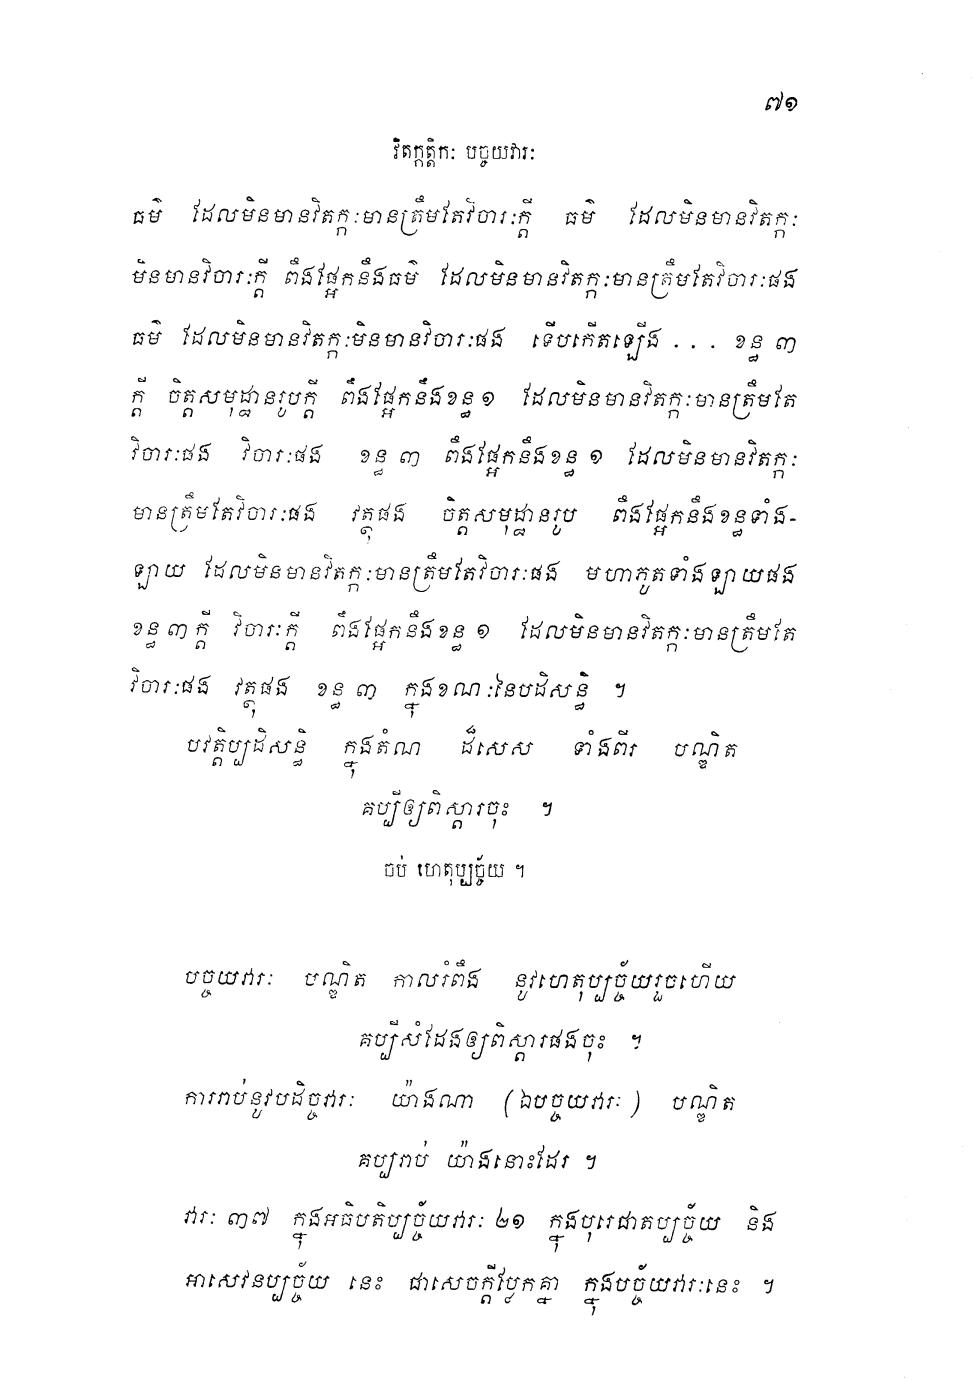 ៧១
វិតក្កត្តិកៈ បច្ចយវារៈ
ធម៌ ដែលមិនមានវិតក្កៈមានត្រឹមតែវិចារៈក្តី ធម៌ ដែលមិនមានវិតក្កៈ
មិនមានវិចារៈក្តី ពឹងផ្អែកនឹងធម៌ ដែលមិនមានវិតក្កៈមានត្រឹមតែវិចារៈផង
ធម៌ ដែលមិនមានវិតក្កៈមិនមានវិចារៈផង ទើបកើតឡើង . . . ខន្ធ ៣
ក្តី ចិត្តសមុដ្ឋានរូបក្តី ពឹងផ្អែកនឹងខន្ធ ១ ដែលមិនមានវិតក្កៈមានត្រឹមតែ
វិចារៈផង វិចារៈផង ខន្ធ ៣ ពឹងផ្អែកនឹងខន្ធ ១ ដែលមិនមានវិតក្កៈ
មានត្រឹមតែវិចារៈផង វត្ថុផង ចិត្តសមុដ្ឋានរូប ពឹងផ្អែកនឹងខន្ធទាំង-
ឡាយ ដែលមិនមានវិតក្កៈមានត្រឹមតែវិចារៈផង មហាភូតទាំងឡាយផង
ខន្ធ ៣ ក្តី វិចារៈក្តី ពឹងផ្អែកនឹងខន្ធ ១ ដែលមិនមានវិតក្កៈមានត្រឹមតែ
វិចារៈផង វត្ថុផង ខន្ធ ៣ ក្នុងខណៈនៃបដិសន្ធិ ។
បវត្តិប្បដិសន្ធិ ក្នុងតំណ ដ៏សេស ទាំងពីរ បណ្ឌិត
គប្បីឲ្យពិស្តារចុះ ។
ចប់ ហេតុប្បច្ច័យ ។
បច្ចយវារៈ បណ្ឌិត កាលរំពឹង នូវហេតុប្បច្ច័យរួចហើយ
គប្បីសំដែងឲ្យពិស្តារផងចុះ ។
ការរាប់នូវបដិច្ចវារៈ យ៉ាងណា (ឯបច្ចយវារៈ) បណ្ឌិត
គប្បរាប់ យ៉ាងនោះដែរ ។
វារៈ ៣៧ ក្នុងអធិបតិប្បច្ច័យវារៈ ២១ ក្នុងបុរេជាតប្បច្ច័យ និង
អាសេវនប្បច្ច័យ នេះ ជាសេចក្តីប្លែកគ្នា ក្នុងបច្ច័យវារៈនេះ ។